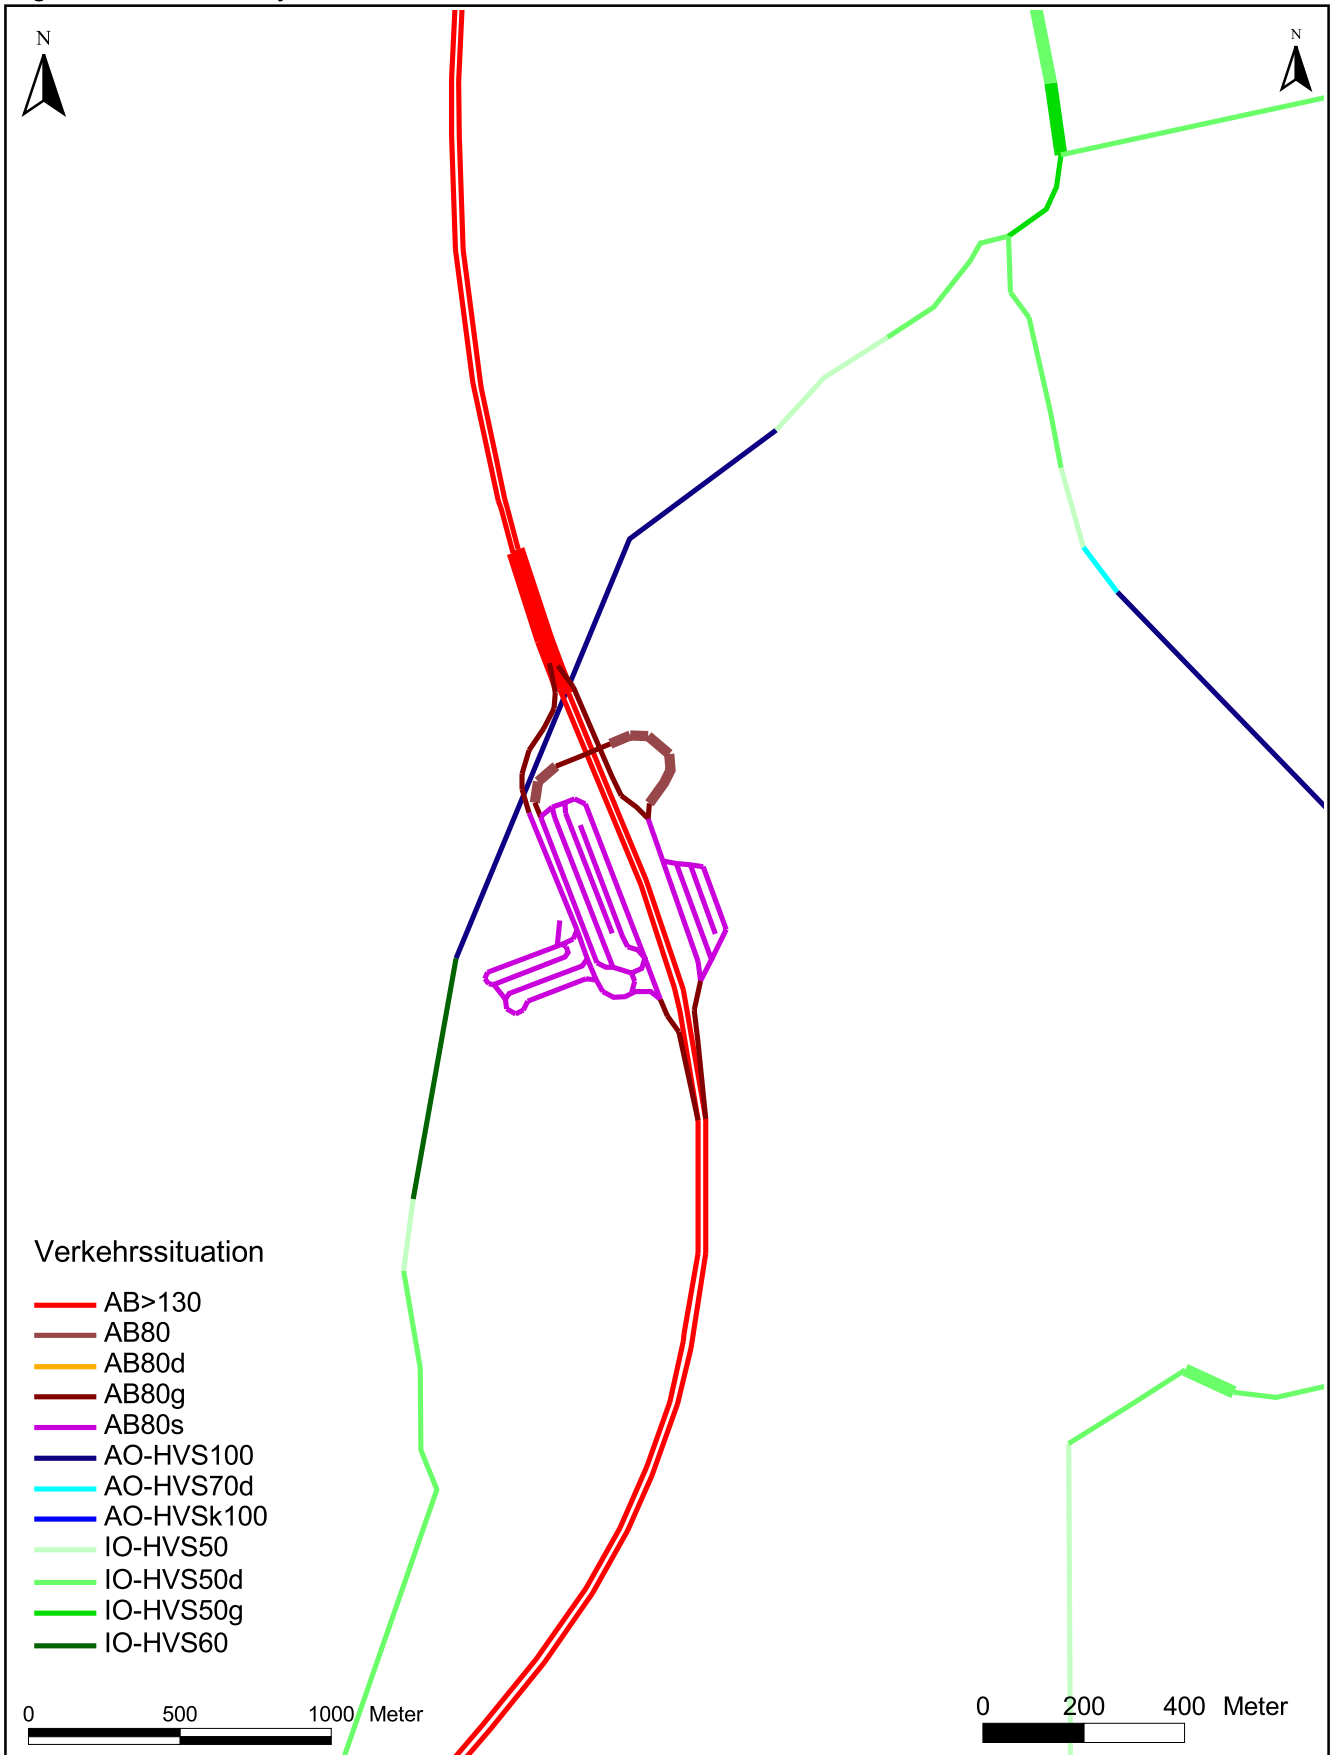 N
N
Verkehrssituation
AB>130
AB80
AB80d
AB80g
AB80s
AO-HVS100
AO-HVS70d
AO-HVSk100
IO-HVS50
IO-HVS50d
IO-HVS50g
IO-HVS60
0 500 1000 Meter
0 200 400 Meter